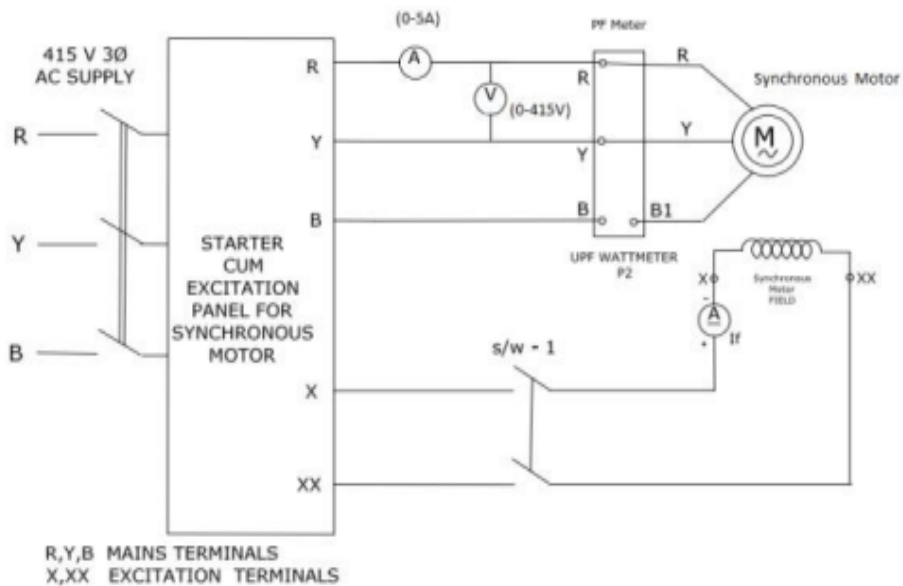 (0-5A)
PF Meter
415 V 3Ø
AC SUPPLY
R
A
R
R
Synchronous Motor
V
(0-415V)
R
Y
Y
Y
M
B
B
B1
Y
STARTER
CUM
EXCITATION
PANEL FOR
SYNCHRONOUS
MOTOR
UPF WATTMETER
P2
X
Synchronous
Motor
FIELD
XX
-
A
+
If
B
s/w - 1
X
XX
R,Y,B MAINS TERMINALS
X,XX EXCITATION TERMINALS